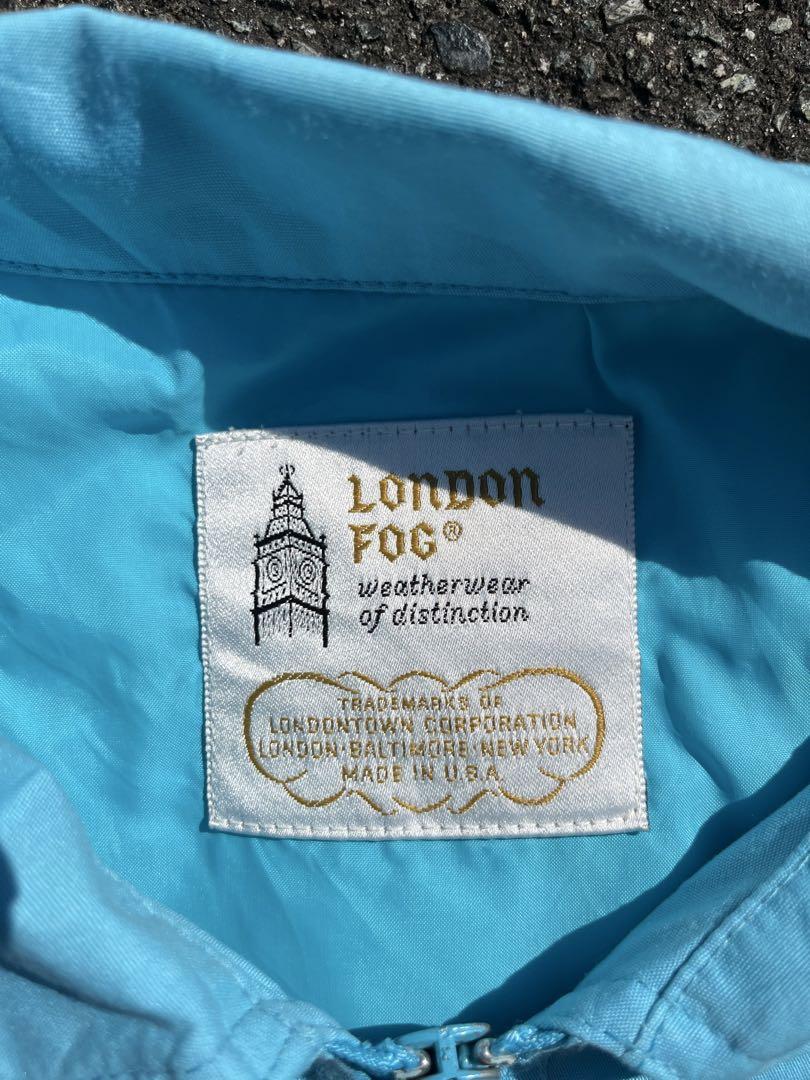 LONDON
FOG®
weatherwear
of distinction
TRADEMARKS OF
LONDONTOWN CORPORATION
LONDON·BALTIMORE·NEW YORK
MADE IN U.S.A.